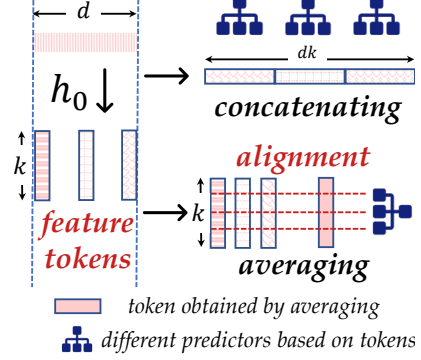 d
dk
h0
concatenating
k
alignment
feature
tokens
k
averaging
token obtained by averaging
different predictors based on tokens